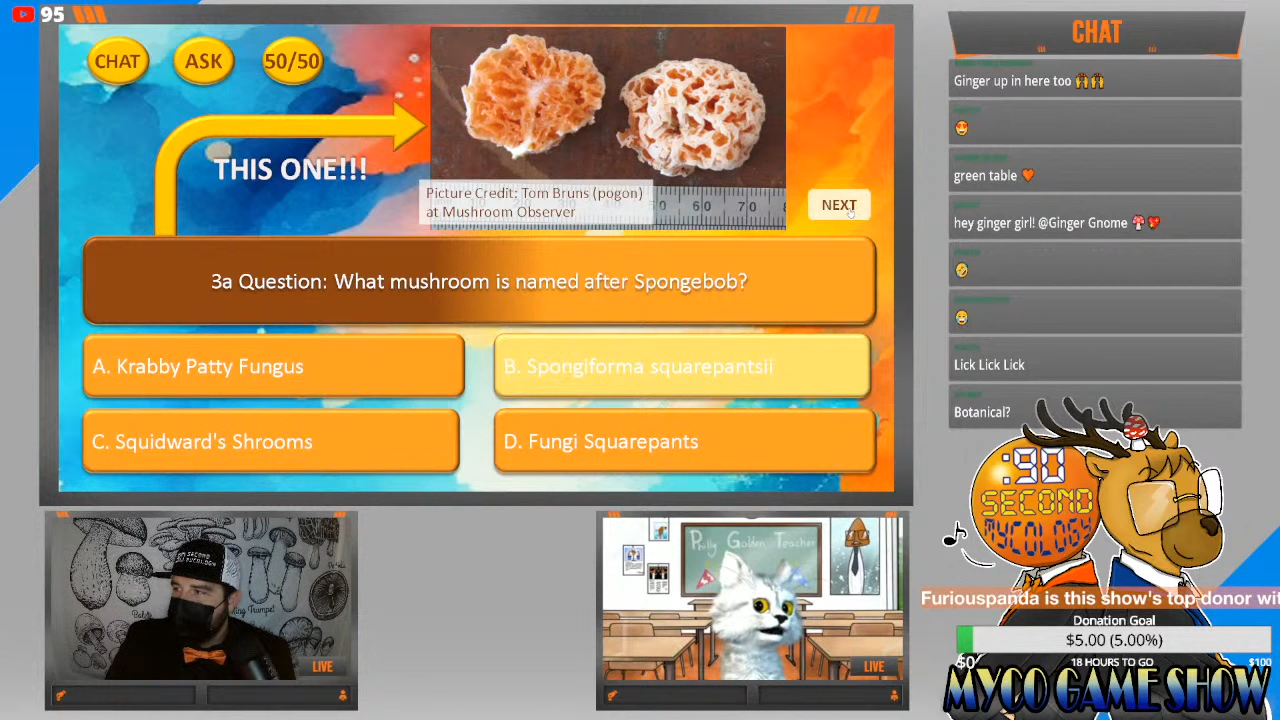 95
CHAT
ASK
50/50
THIS ONE!!!
Picture Credit: Tom Bruns (pogon)
at Mushroom Observer
50 60 70
NEXT
3a Question: What mushroom is named after Spongebob?
A. Krabby Patty Fungus
B. Spongiforma squarepantsii
C. Squidward's Shrooms
D. Fungi Squarepants
CHAT
Ginger up in here too
green table
hey ginger girl! @Ginger Gnome
Lick Lick Lick
Botanical?
:90
SECOND
MYCOLOGY
Furiouspanda is this show's top donor wit
Donation Goal
$5.00 (5.00%)
$0
18 HOURS TO GO
$100
MYCO GAME SHOW
LIVE
Golden Teacher
LIVE